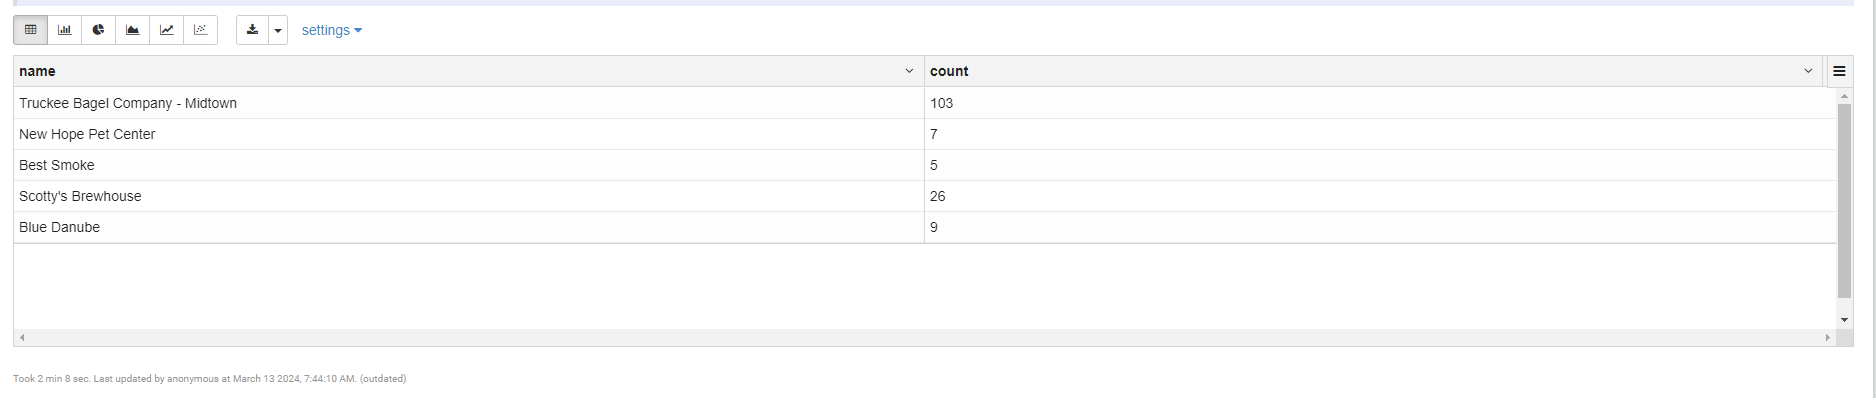 settings
name count
Truckee Bagel Company - Midtown 103
New Hope Pet Center 7
Best Smoke 5
Scotty's Brewhouse 26
Blue Danube 9
Took 2 min 8 sec. Last updated by anonymous at March 13 2024, 7:44:10 AM. (outdated)